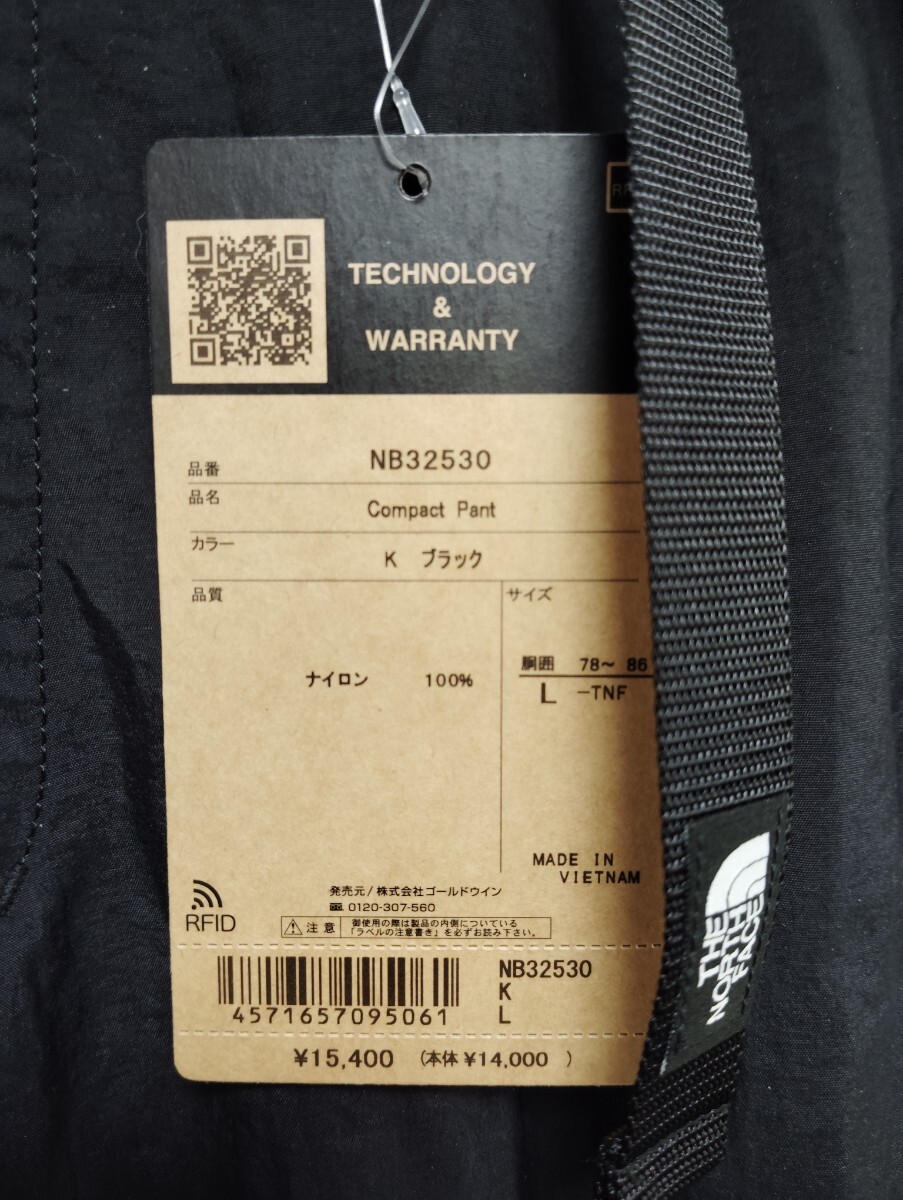 TECHNOLOGY
&
WARRANTY
品番 NB32530
品名 Compact Pant
カラー K ブラック
品質 サイズ
ナイロン 100%
胴囲 78〜 86
L -TNF
MADE IN
VIETNAM
RFID
発売元/株式会社ゴールドウイン
0120-307-560
注意 御使用の際は製品の内側についている
「ラベルの注意書き」を必ずお読み下さい。
4571657095061
NB32530
K
L
¥15,400 (本体 ¥14,000 )
THE
NORTH
FACE